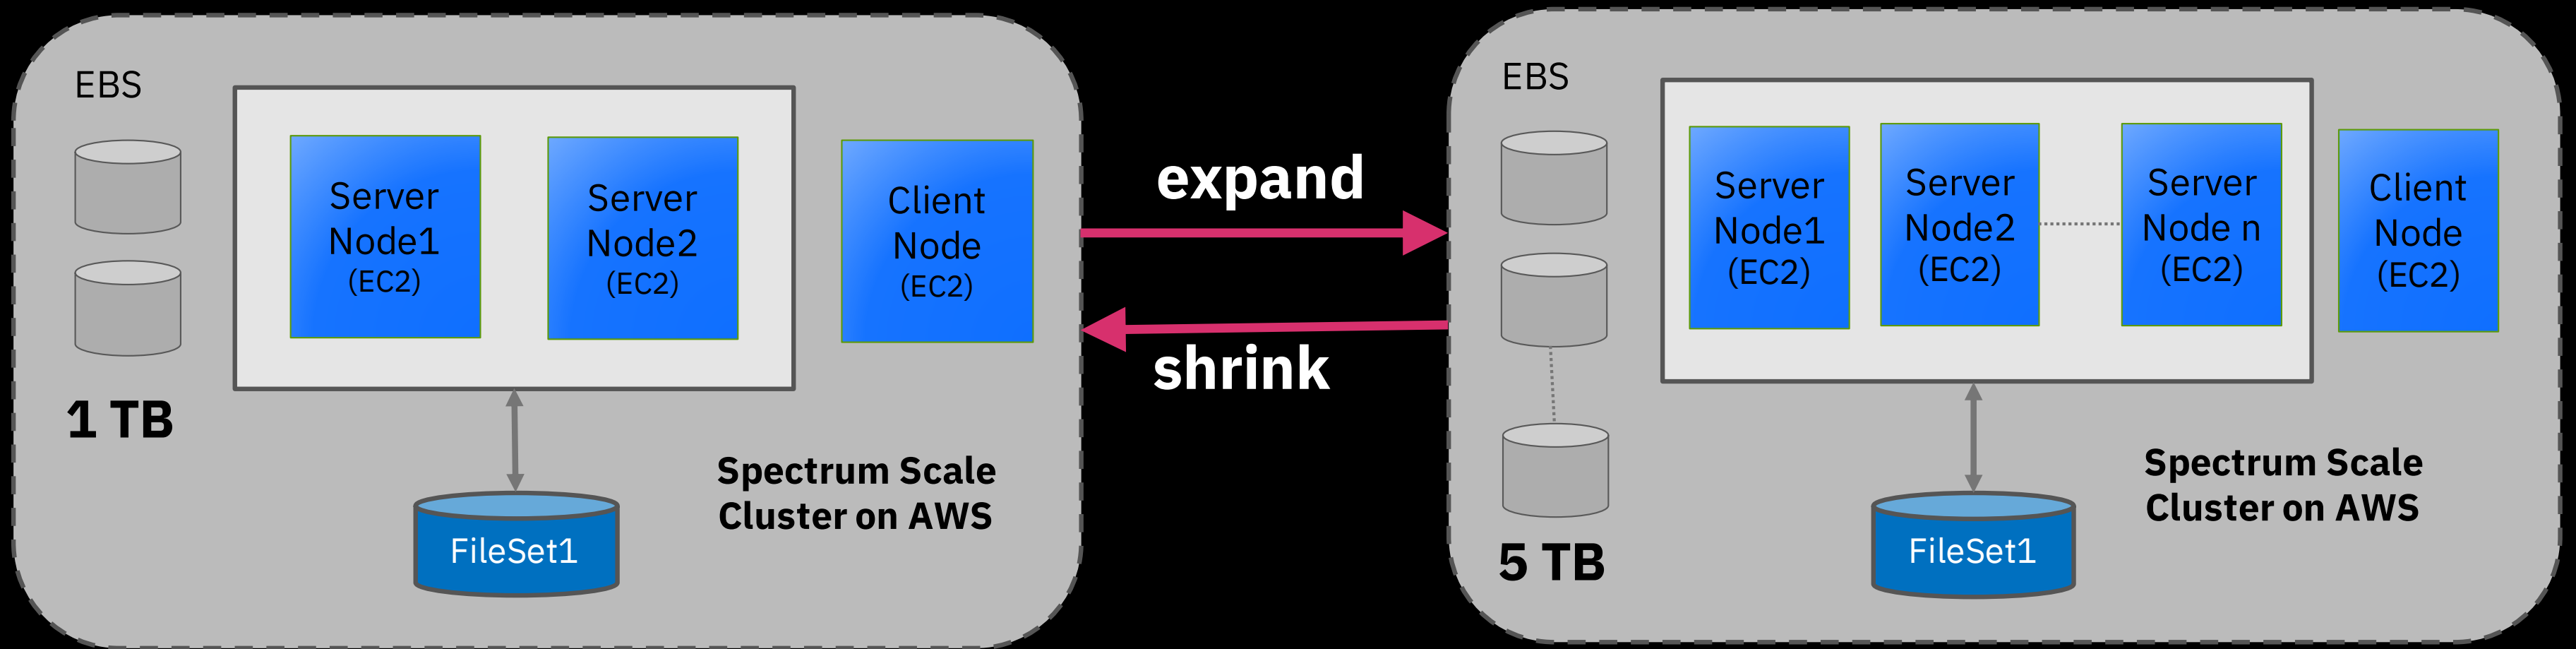 EBS
Server
Node1
(EC2)
Server
Node2
(EC2)
Client
Node
(EC2)
1 TB
Spectrum Scale
Cluster on AWS
FileSet1
expand
shrink
EBS
Server
Node1
(EC2)
Server
Node2
(EC2)
Server
Node n
(EC2)
Client
Node
(EC2)
Spectrum Scale
Cluster on AWS
5 TB
FileSet1